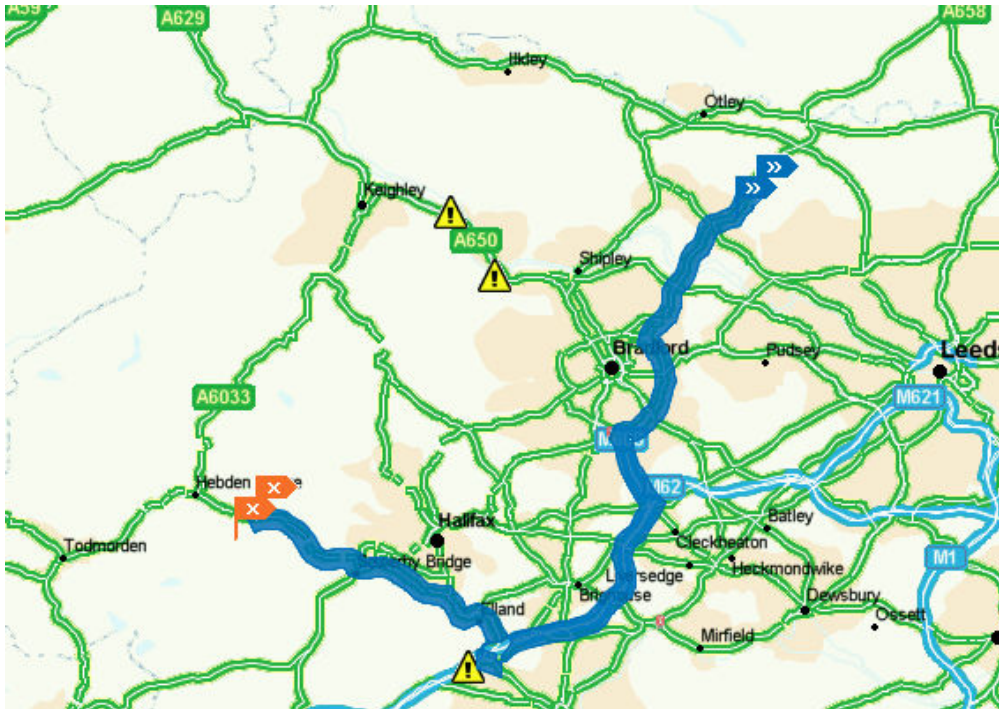 A59
A629
A658
Ilkley
Otley
Keighley
A650
Shipley
Bradford
Pudsey
Leeds
A6033
M621
Hebden
M62
Halifax
Batley
Todmorden
Cleckheaton
M1
Heckmondwike
Liversedge
Brighouse
Dewsbury
Elland
Ossett
Mirfield
Bridge